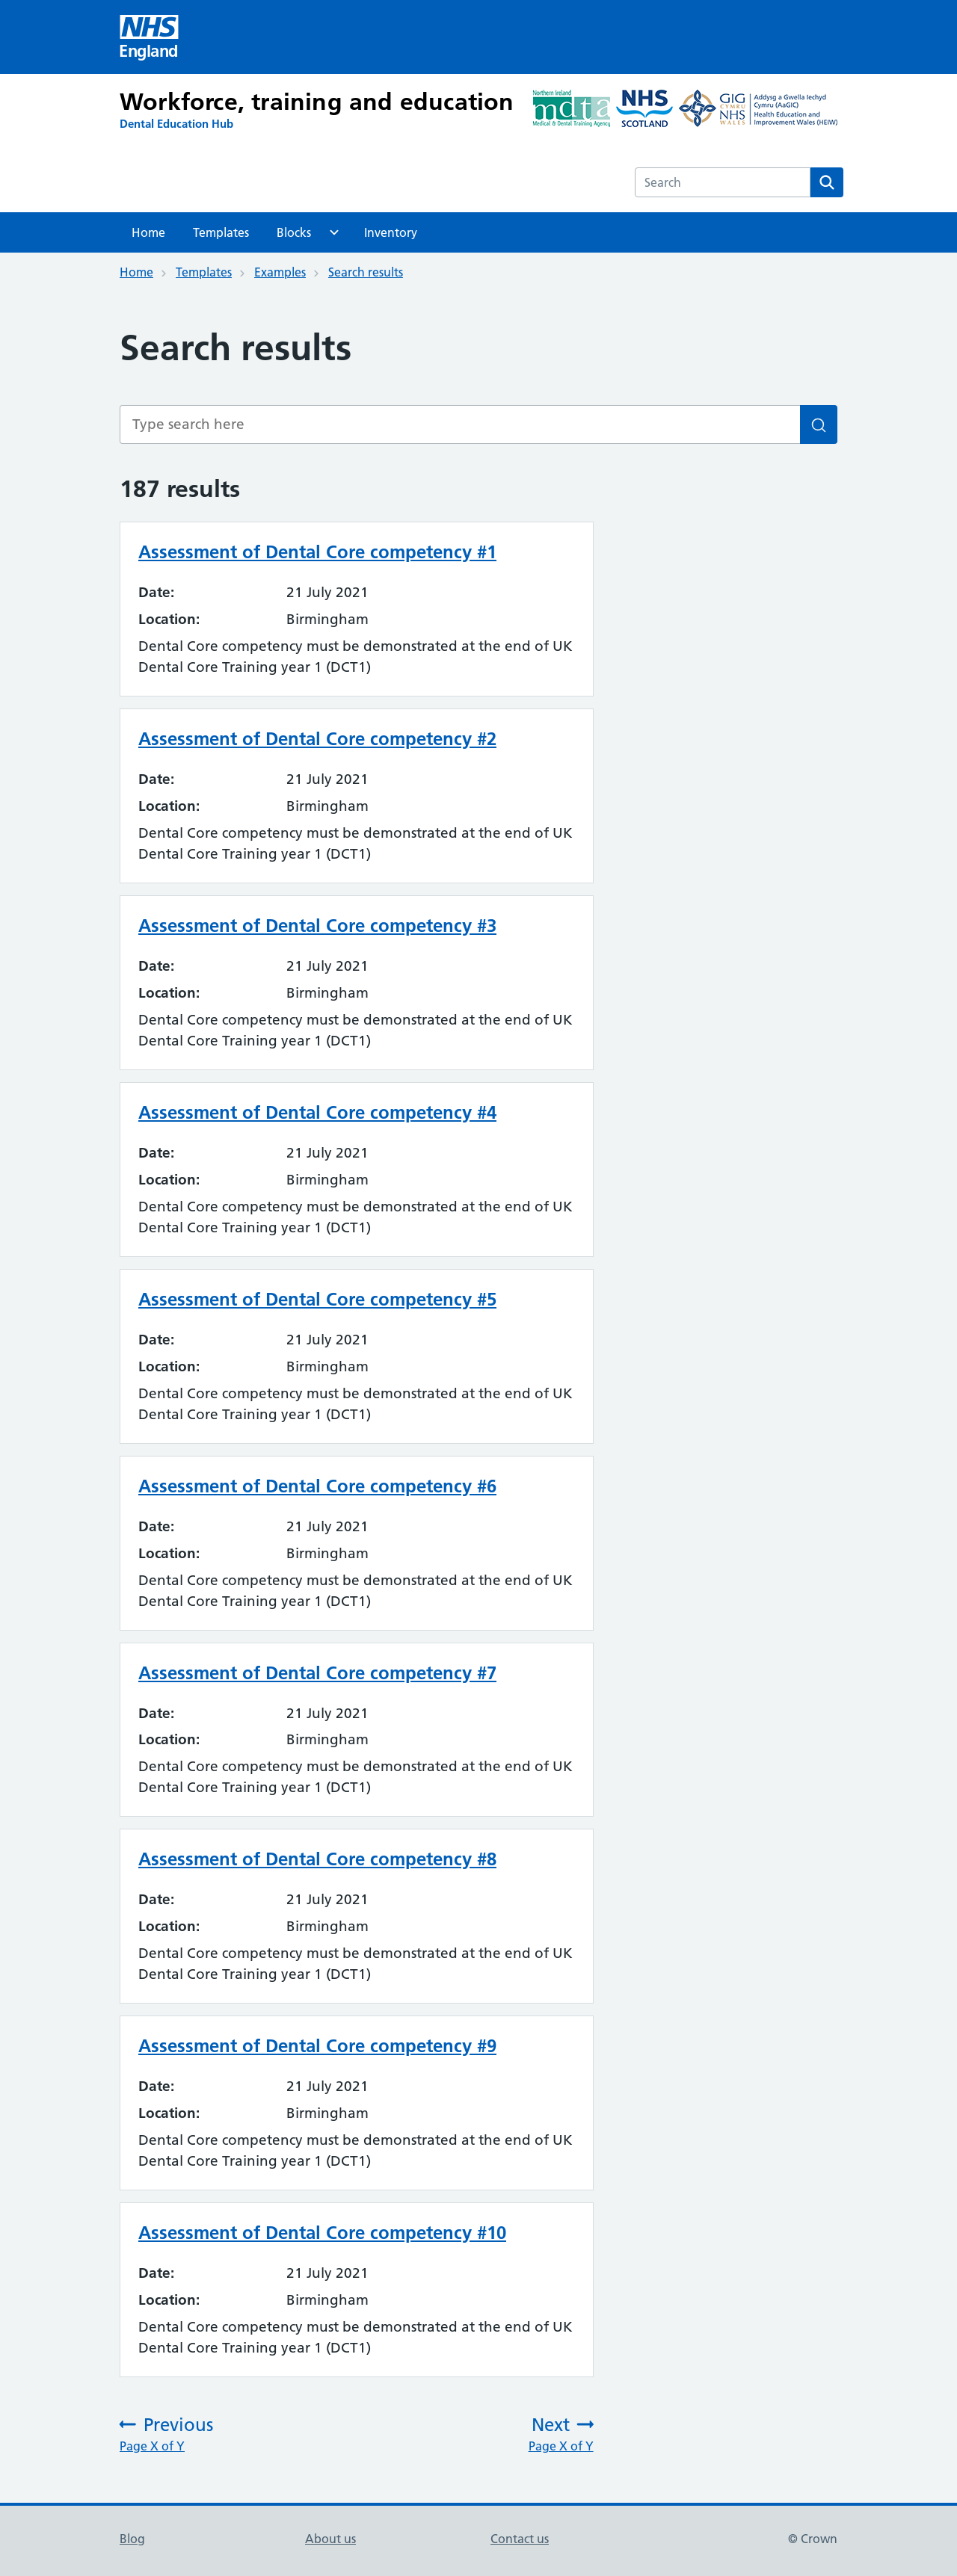 NHS
England
Workforce, training and education
Dental Education Hub
Northern Ireland
mdta
Medical & Dental Training Agency
NHS
SCOTLAND
GIG
CYMRU
NHS
WALES
Addysg a Gwella Iechyd
Cymru (AaGIC)
Health Education and
Improvement Wales (HEIW)
Search
Home
Templates
Blocks
Inventory
Home > Templates > Examples > Search results
Search results
Type search here
187 results
Assessment of Dental Core competency #1
Date: 21 July 2021
Location: Birmingham
Dental Core competency must be demonstrated at the end of UK
Dental Core Training year 1 (DCT1)
Assessment of Dental Core competency #2
Date: 21 July 2021
Location: Birmingham
Dental Core competency must be demonstrated at the end of UK
Dental Core Training year 1 (DCT1)
Assessment of Dental Core competency #3
Date: 21 July 2021
Location: Birmingham
Dental Core competency must be demonstrated at the end of UK
Dental Core Training year 1 (DCT1)
Assessment of Dental Core competency #4
Date: 21 July 2021
Location: Birmingham
Dental Core competency must be demonstrated at the end of UK
Dental Core Training year 1 (DCT1)
Assessment of Dental Core competency #5
Date: 21 July 2021
Location: Birmingham
Dental Core competency must be demonstrated at the end of UK
Dental Core Training year 1 (DCT1)
Assessment of Dental Core competency #6
Date: 21 July 2021
Location: Birmingham
Dental Core competency must be demonstrated at the end of UK
Dental Core Training year 1 (DCT1)
Assessment of Dental Core competency #7
Date: 21 July 2021
Location: Birmingham
Dental Core competency must be demonstrated at the end of UK
Dental Core Training year 1 (DCT1)
Assessment of Dental Core competency #8
Date: 21 July 2021
Location: Birmingham
Dental Core competency must be demonstrated at the end of UK
Dental Core Training year 1 (DCT1)
Assessment of Dental Core competency #9
Date: 21 July 2021
Location: Birmingham
Dental Core competency must be demonstrated at the end of UK
Dental Core Training year 1 (DCT1)
Assessment of Dental Core competency #10
Date: 21 July 2021
Location: Birmingham
Dental Core competency must be demonstrated at the end of UK
Dental Core Training year 1 (DCT1)
Previous
Page X of Y
Next
Page X of Y
Blog
About us
Contact us
© Crown